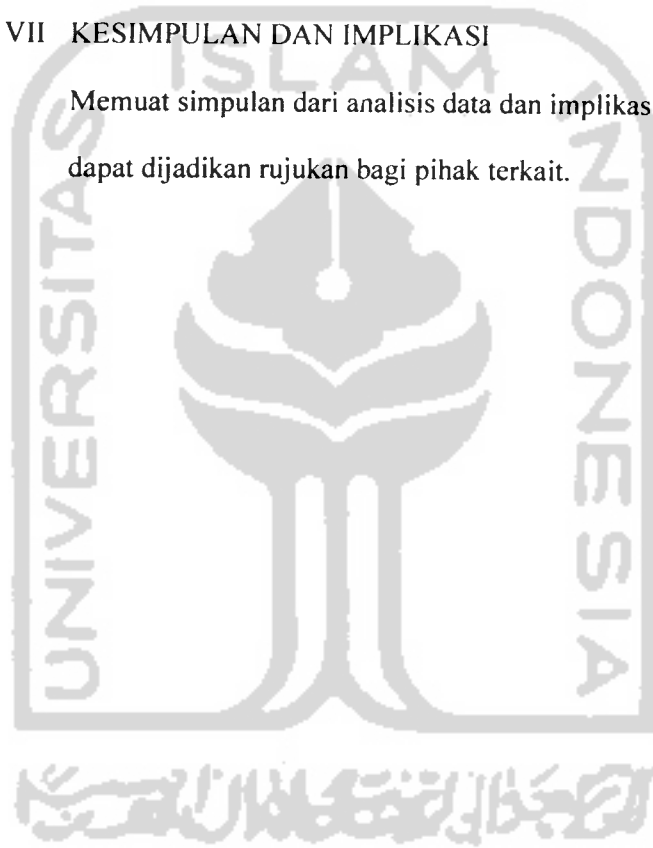 VII KESIMPULAN DAN IMPLIKASI
Memuat simpulan dari analisis data dan implikas
dapat dijadikan rujukan bagi pihak terkait.
ISLAM
UNIVERSITAS
INDONESIA